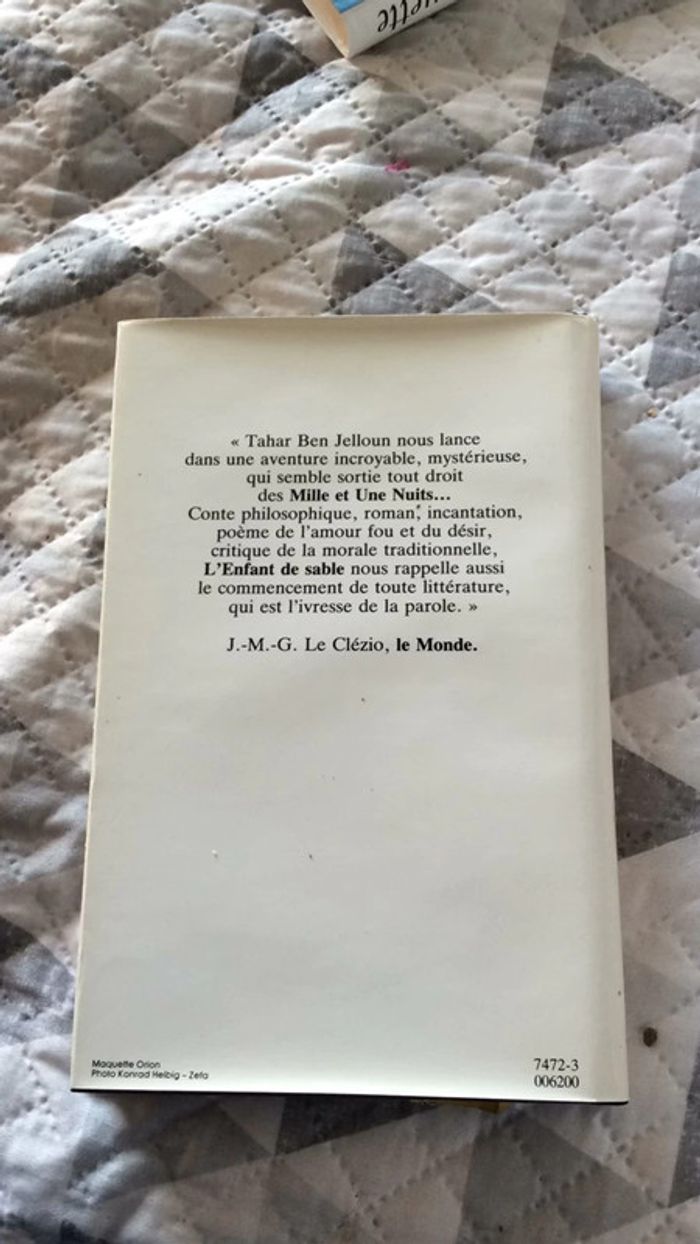 « Tahar Ben Jelloun nous lance
dans une aventure incroyable, mystérieuse,
qui semble sortie tout droit
des Mille et Une Nuits...
Conte philosophique, roman, incantation,
poème de l'amour fou et du désir,
critique de la morale traditionnelle,
L'Enfant de sable nous rappelle aussi
le commencement de toute littérature,
qui est l'ivresse de la parole. »
J.-M.-G. Le Clézio, le Monde.
Maquette Orion
Photo Konrad Helbig – Zefa
7472-3
006200